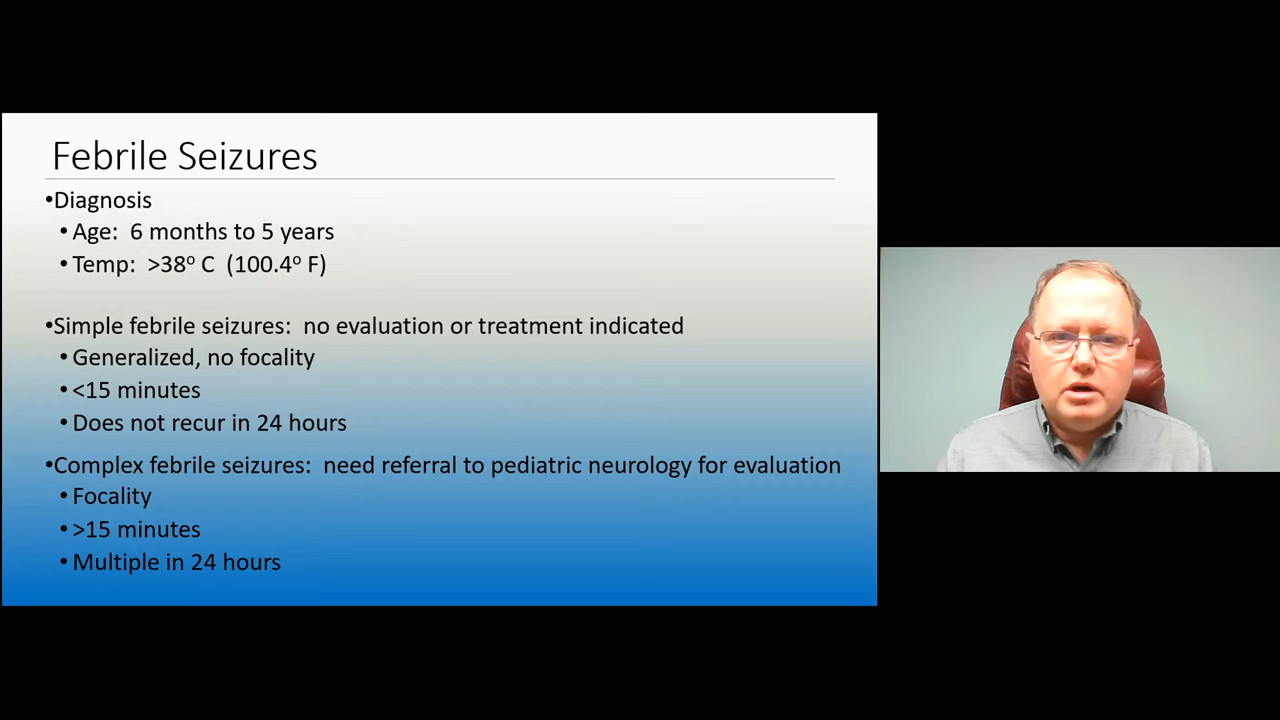 Febrile Seizures
•Diagnosis
•Age: 6 months to 5 years
•Temp: >38º C (100.4º F)
•Simple febrile seizures: no evaluation or treatment indicated
•Generalized, no focality
•<15 minutes
•Does not recur in 24 hours
•Complex febrile seizures: need referral to pediatric neurology for evaluation
•Focality
•>15 minutes
•Multiple in 24 hours